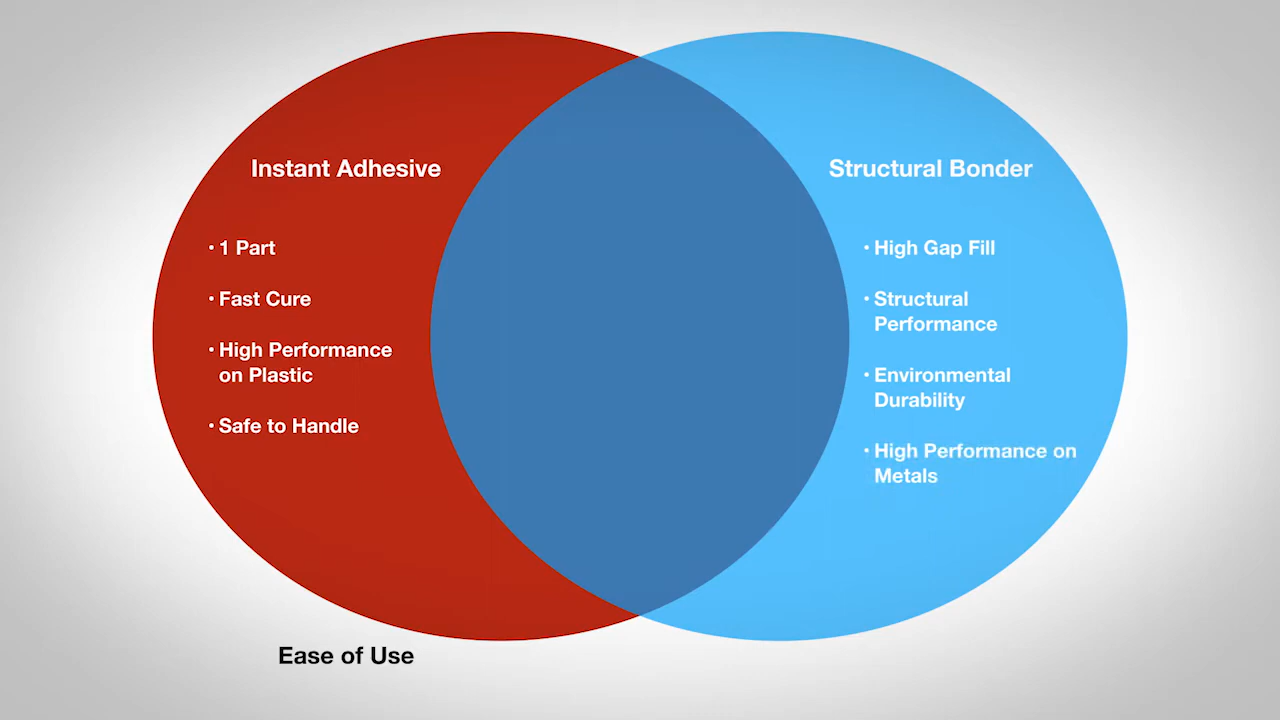 Instant Adhesive
• 1 Part
• Fast Cure
• High Performance
on Plastic
• Safe to Handle
Structural Bonder
• High Gap Fill
• Structural
Performance
• Environmental
Durability
• High Performance on
Metals
Ease of Use